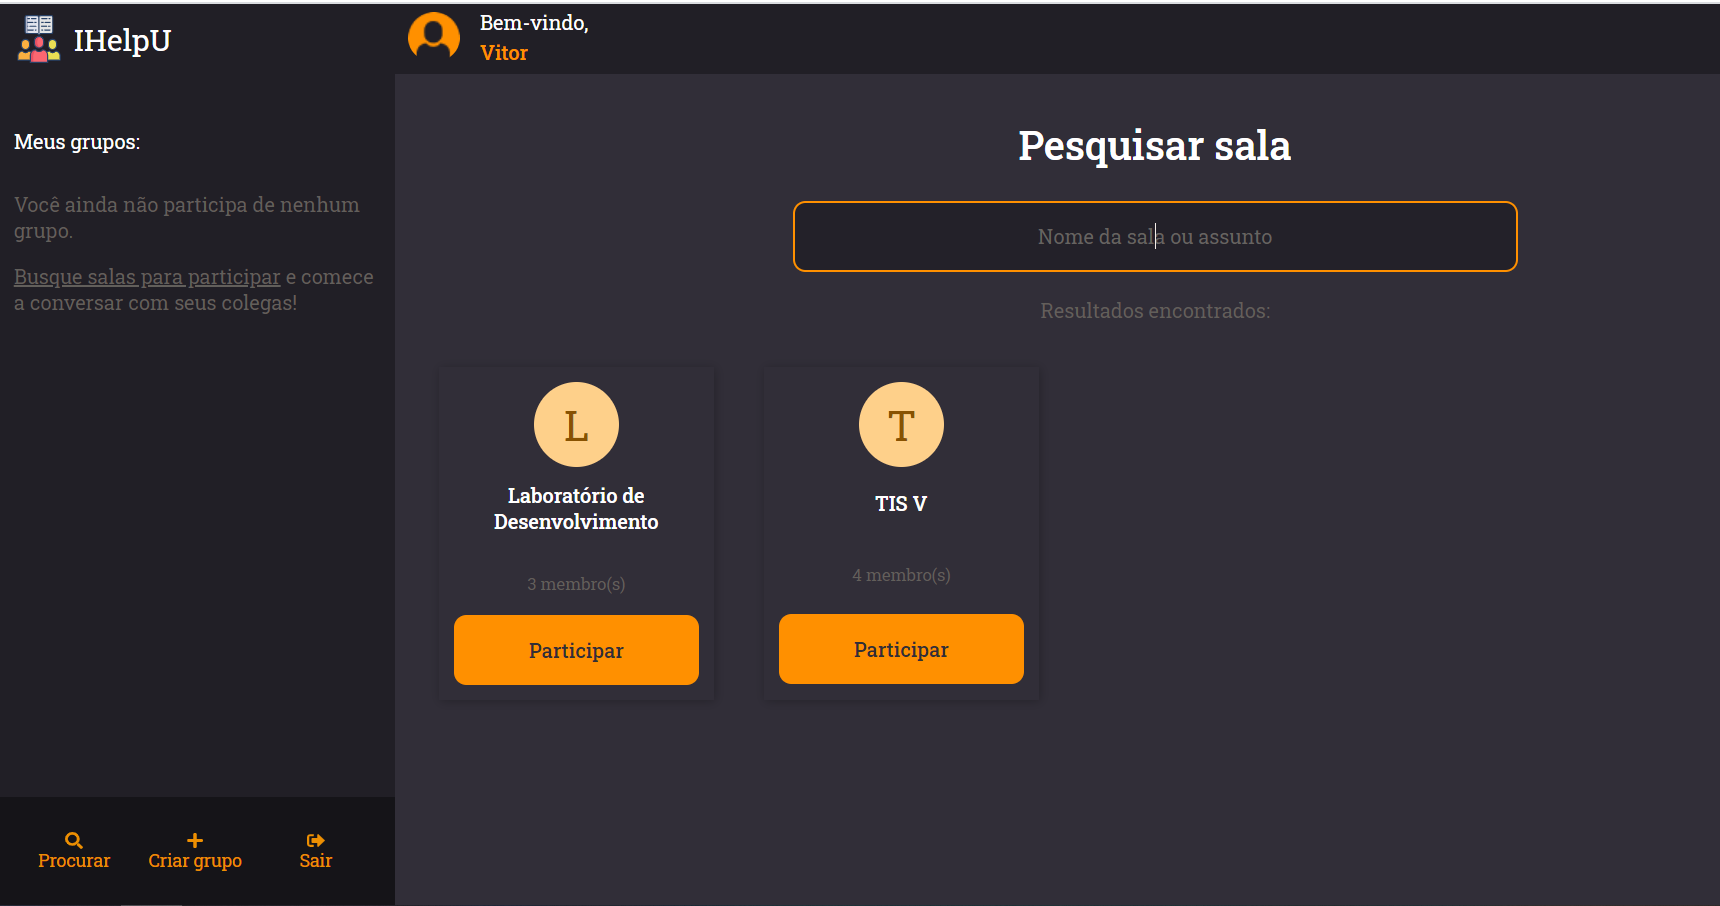 IHelpU
Bem-vindo,
Vitor
Meus grupos:
Você ainda não participa de nenhum
grupo.
Busque salas para participar e comece
a conversar com seus colegas!
Procurar
Criar grupo
Sair
Pesquisar sala
Nome da sala ou assunto
Resultados encontrados:
L
Laboratório de
Desenvolvimento
3 membro(s)
Participar
T
TIS V
4 membro(s)
Participar